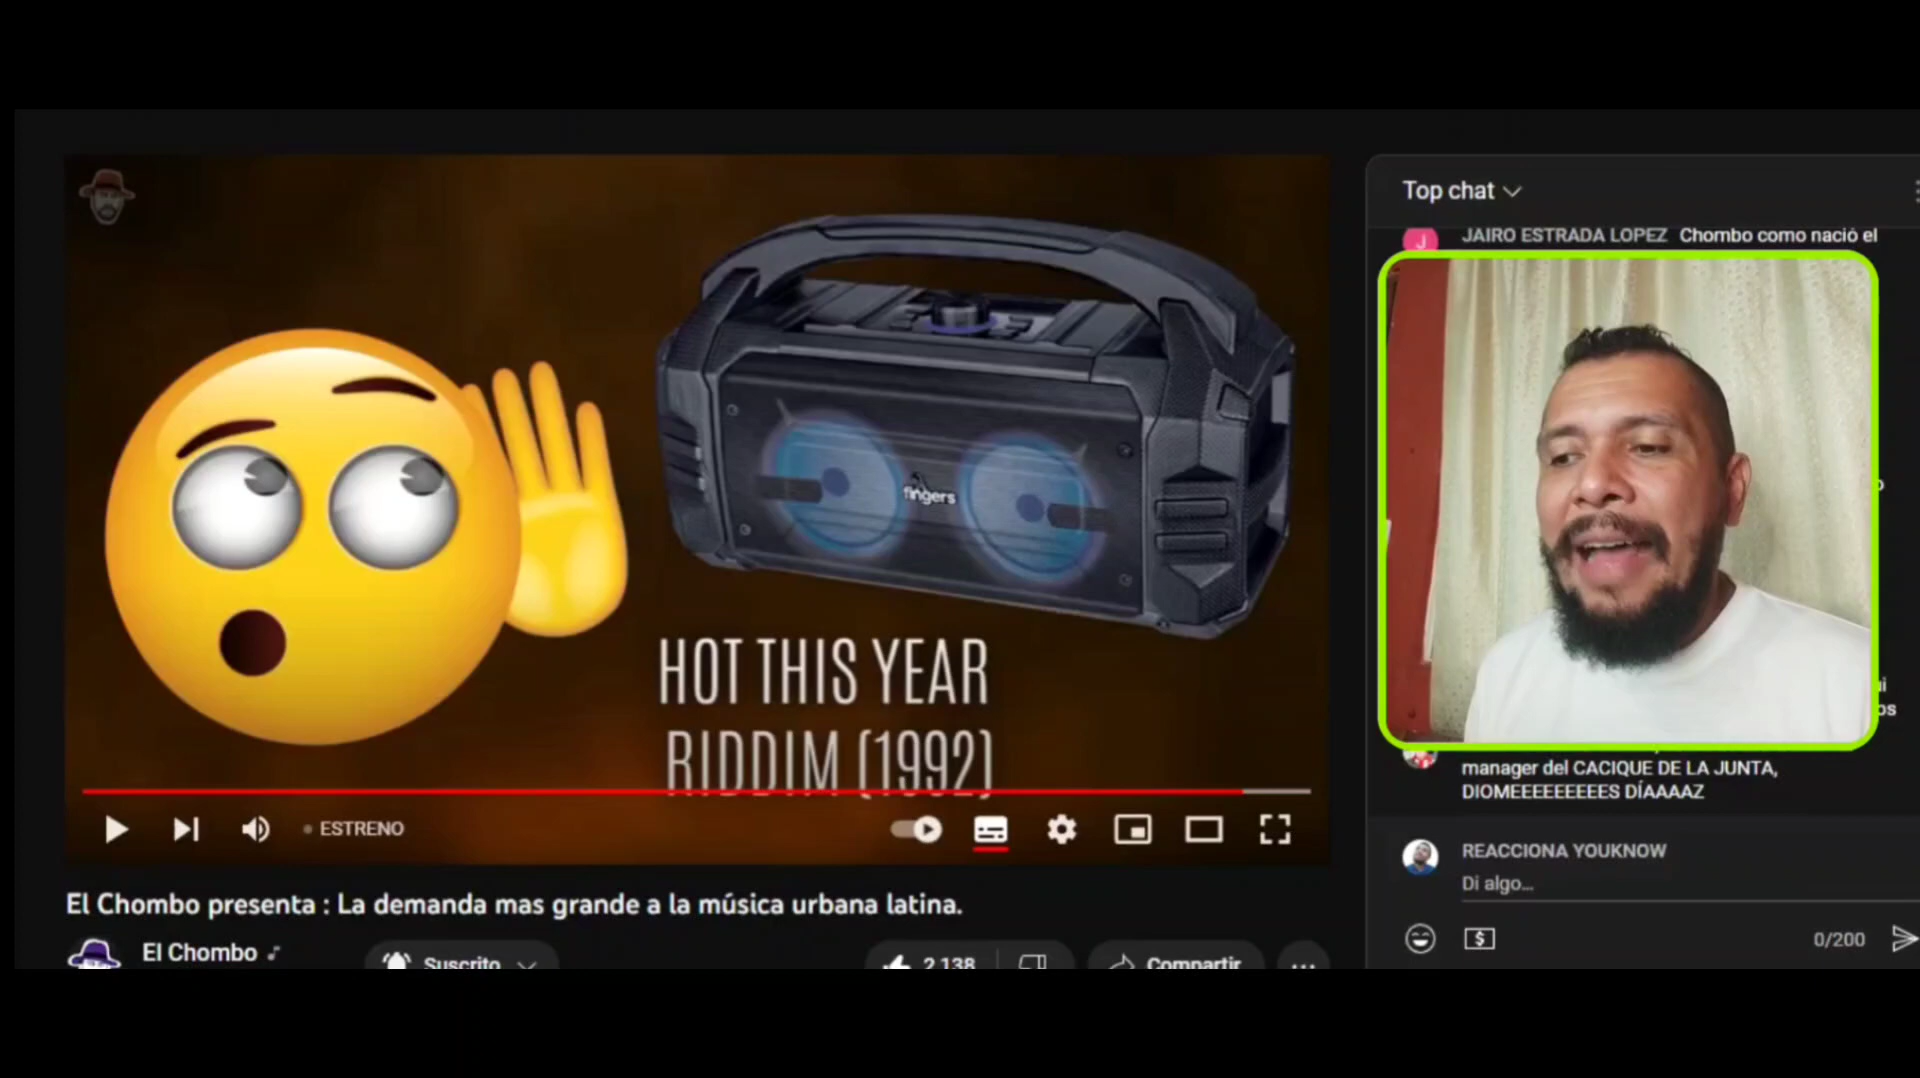 Top chat
JAIRO ESTRADA LOPEZ Chombo como nació el
fingers
HOT THIS YEAR
RIDDIM (1992)
manager del CACIQUE DE LA JUNTA,
DIOMEEEEEEEEES DÍAAAAZ
ESTRENO
REACCIONA YOUKNOW
Di algo...
El Chombo presenta : La demanda mas grande a la música urbana latina.
0/200
El Chombo
Suscrito
2,138
Compartir